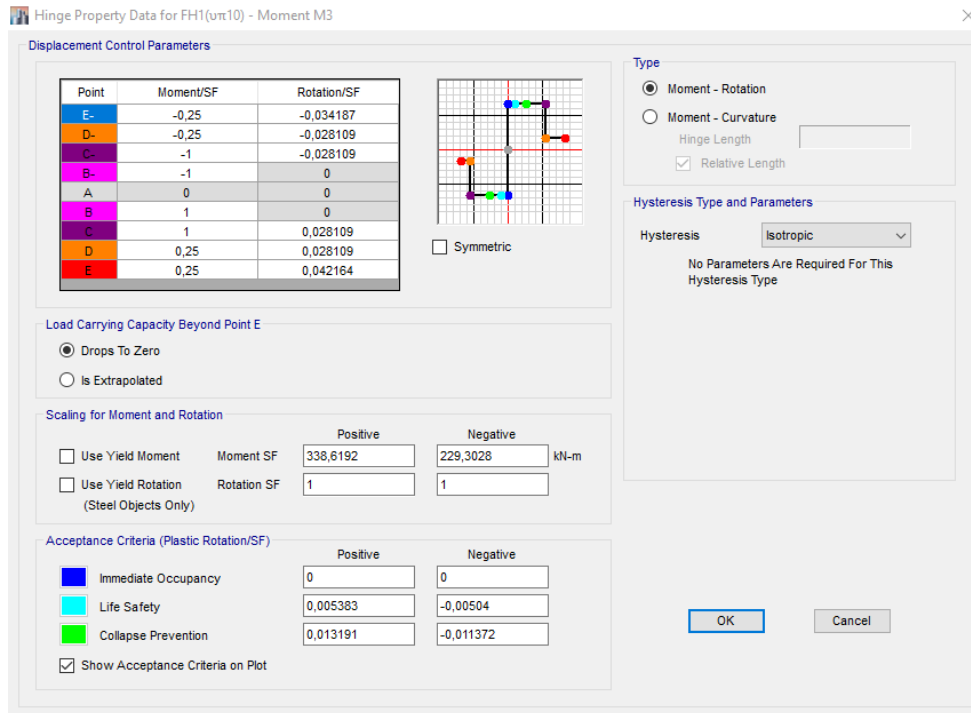 Hinge Property Data for FH1(υπ10) - Moment M3
Displacement Control Parameters
Point Moment/SF Rotation/SF
E- -0,25 -0,034187
D- -0,25 -0,028109
C- -1 -0,028109
B- -1 0
A 0 0
B 1 0
C 1 0,028109
D 0,25 0,028109
E 0,25 0,042164
Symmetric
Load Carrying Capacity Beyond Point E
Drops To Zero
Is Extrapolated
Scaling for Moment and Rotation
Positive Negative
Use Yield Moment Moment SF 338,6192 229,3028 kN-m
Use Yield Rotation Rotation SF 1 1
(Steel Objects Only)
Acceptance Criteria (Plastic Rotation/SF)
Positive Negative
Immediate Occupancy 0 0
Life Safety 0,005383 -0,00504
Collapse Prevention 0,013191 -0,011372
Show Acceptance Criteria on Plot
Type
Moment - Rotation
Moment - Curvature
Hinge Length
Relative Length
Hysteresis Type and Parameters
Hysteresis Isotropic
No Parameters Are Required For This
Hysteresis Type
OK Cancel